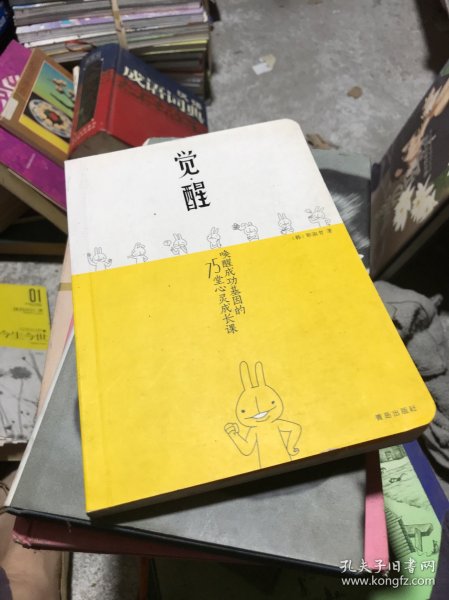 成语词典
觉·醒
唤醒成功基因的
75堂心灵成长课
青岛出版社
01
今生今世
孔夫子旧书网
www.kongfz.com